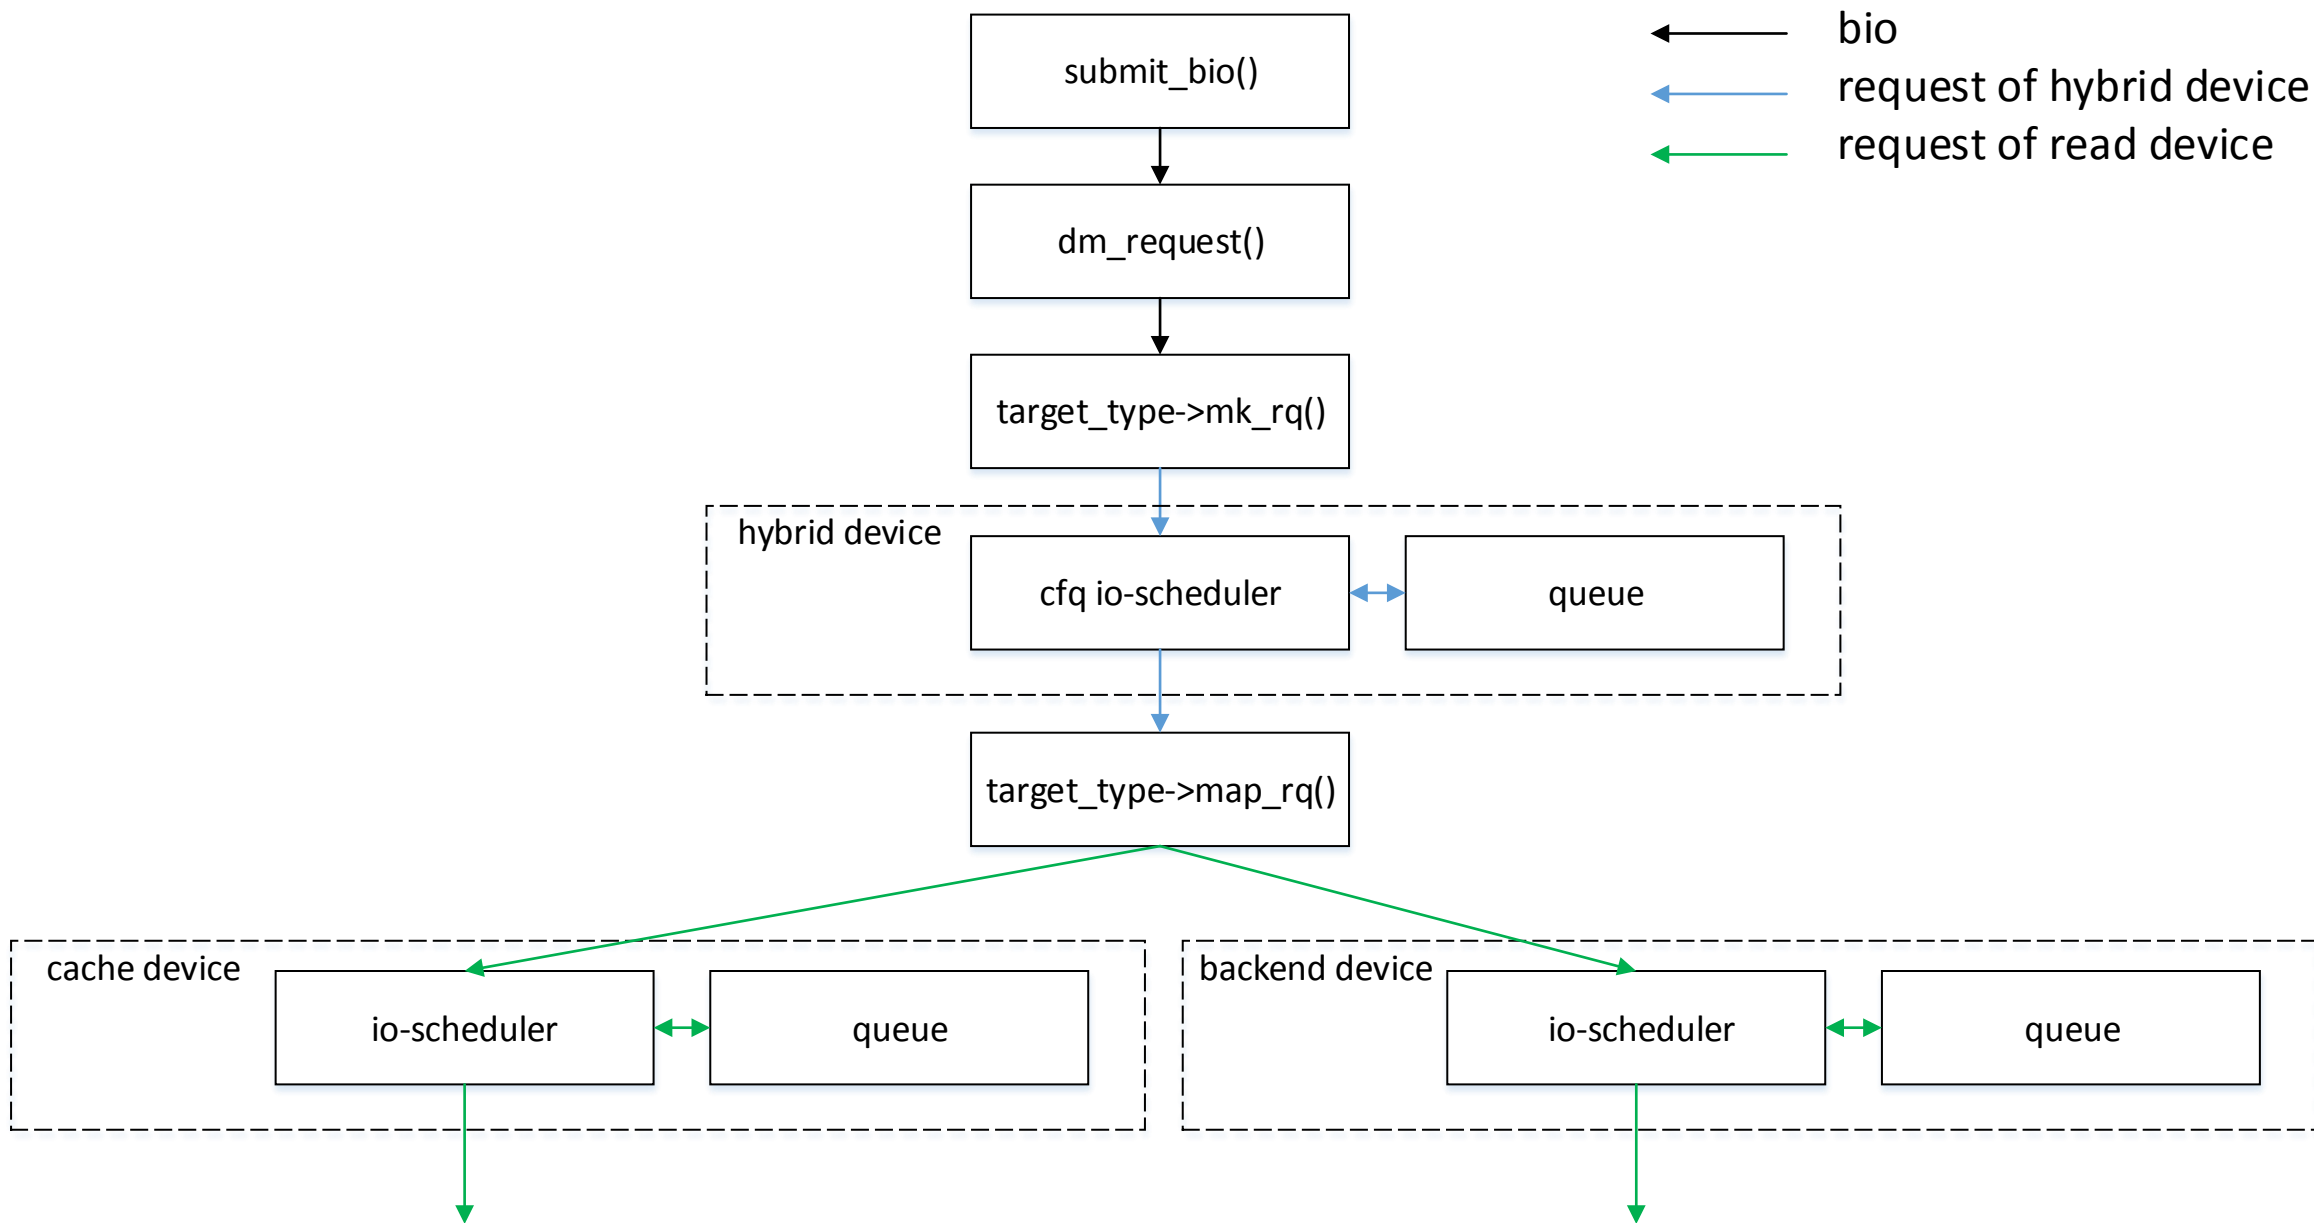 submit_bio()
bio
request of hybrid device
request of read device
dm_request()
target_type->mk_rq()
hybrid device
cfq io-scheduler
queue
target_type->map_rq()
cache device
io-scheduler
queue
backend device
io-scheduler
queue